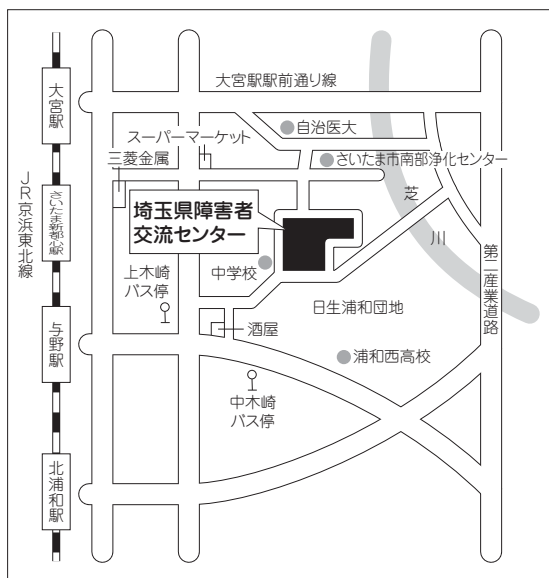 大宮駅駅前通り線
大宮駅
自治医大
スーパーマーケット
三菱金属
さいたま市南部浄化センター
JR京浜東北線
さいたま新都心駅
埼玉県障害者
交流センター
芝川
第二産業道路
中学校
上木崎
バス停
日生浦和団地
与野駅
酒屋
浦和西高校
中木崎
バス停
北浦和駅